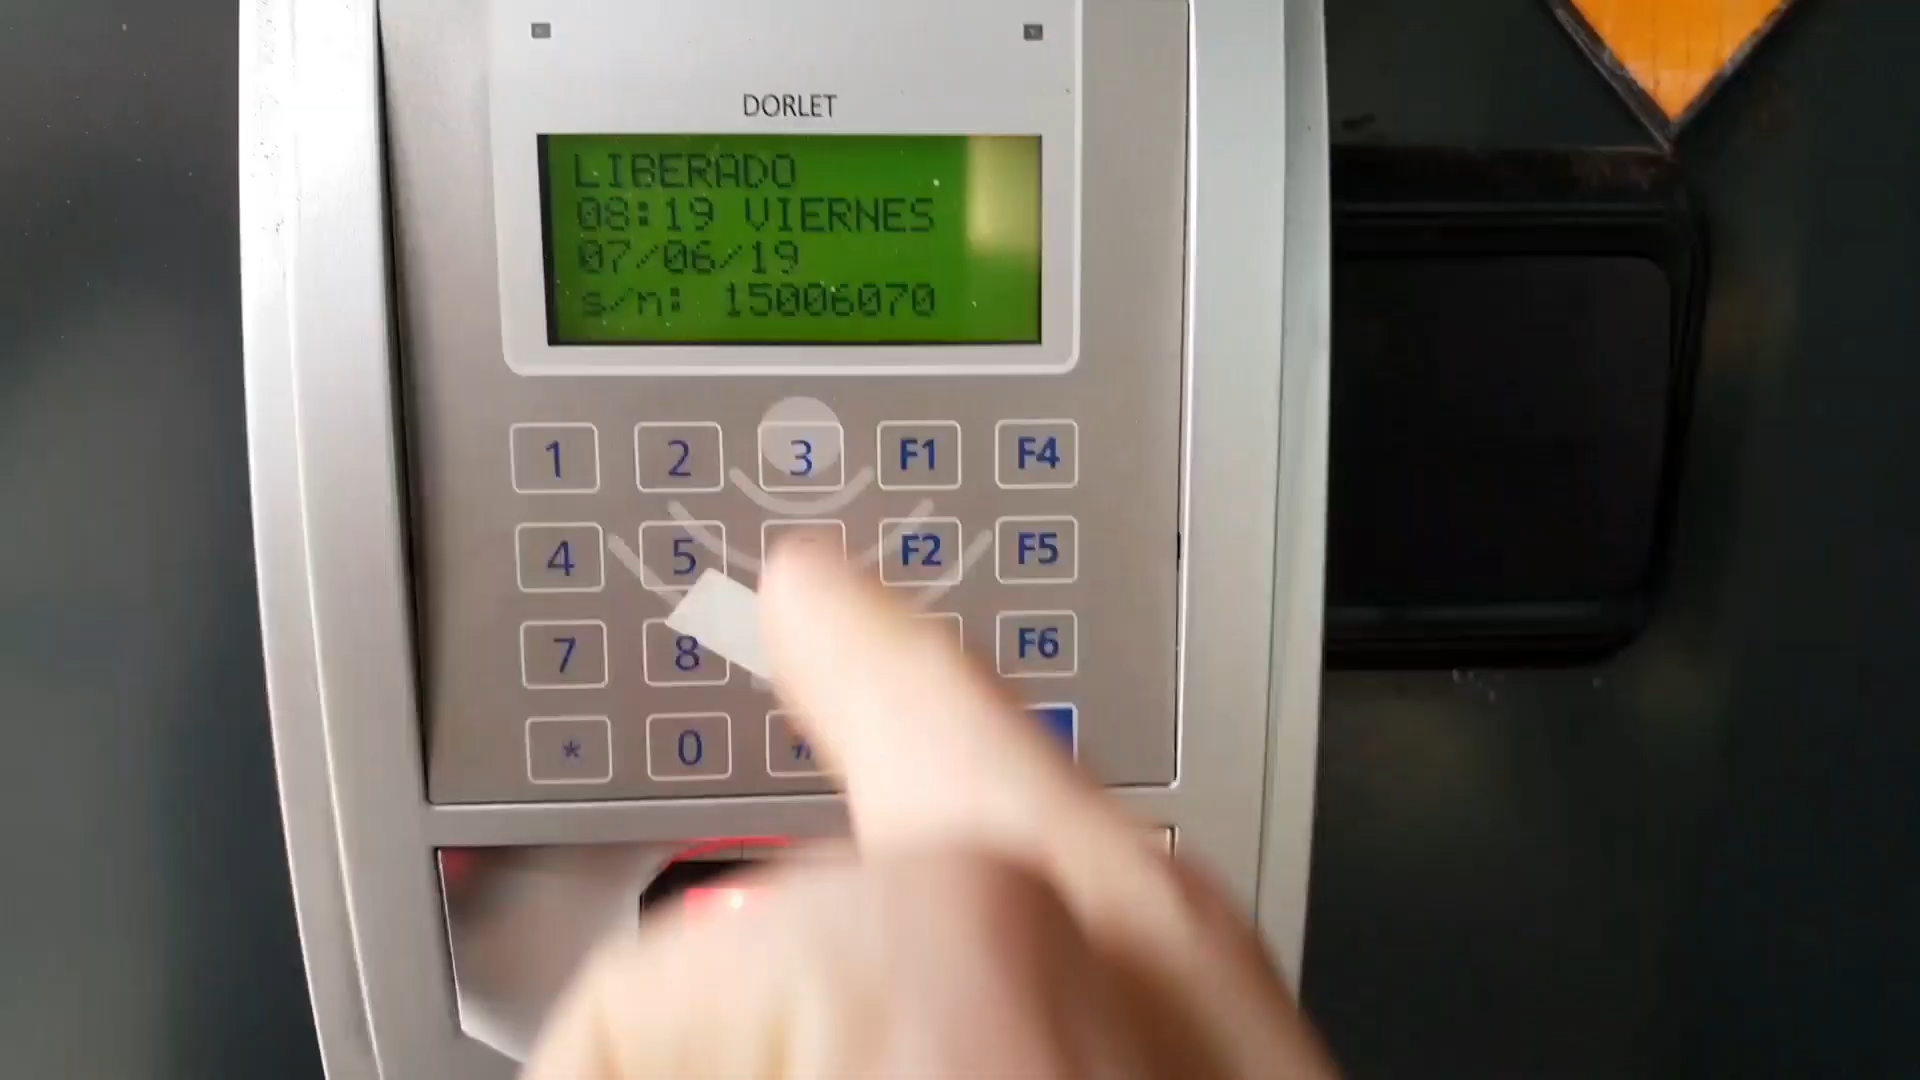 DORLET
LIBERADO
08:19 VIERNES
07/06/19
s/n: 15006070
1 2 3 F1 F4
4 5 F2 F5
7 8 F6
* 0 #